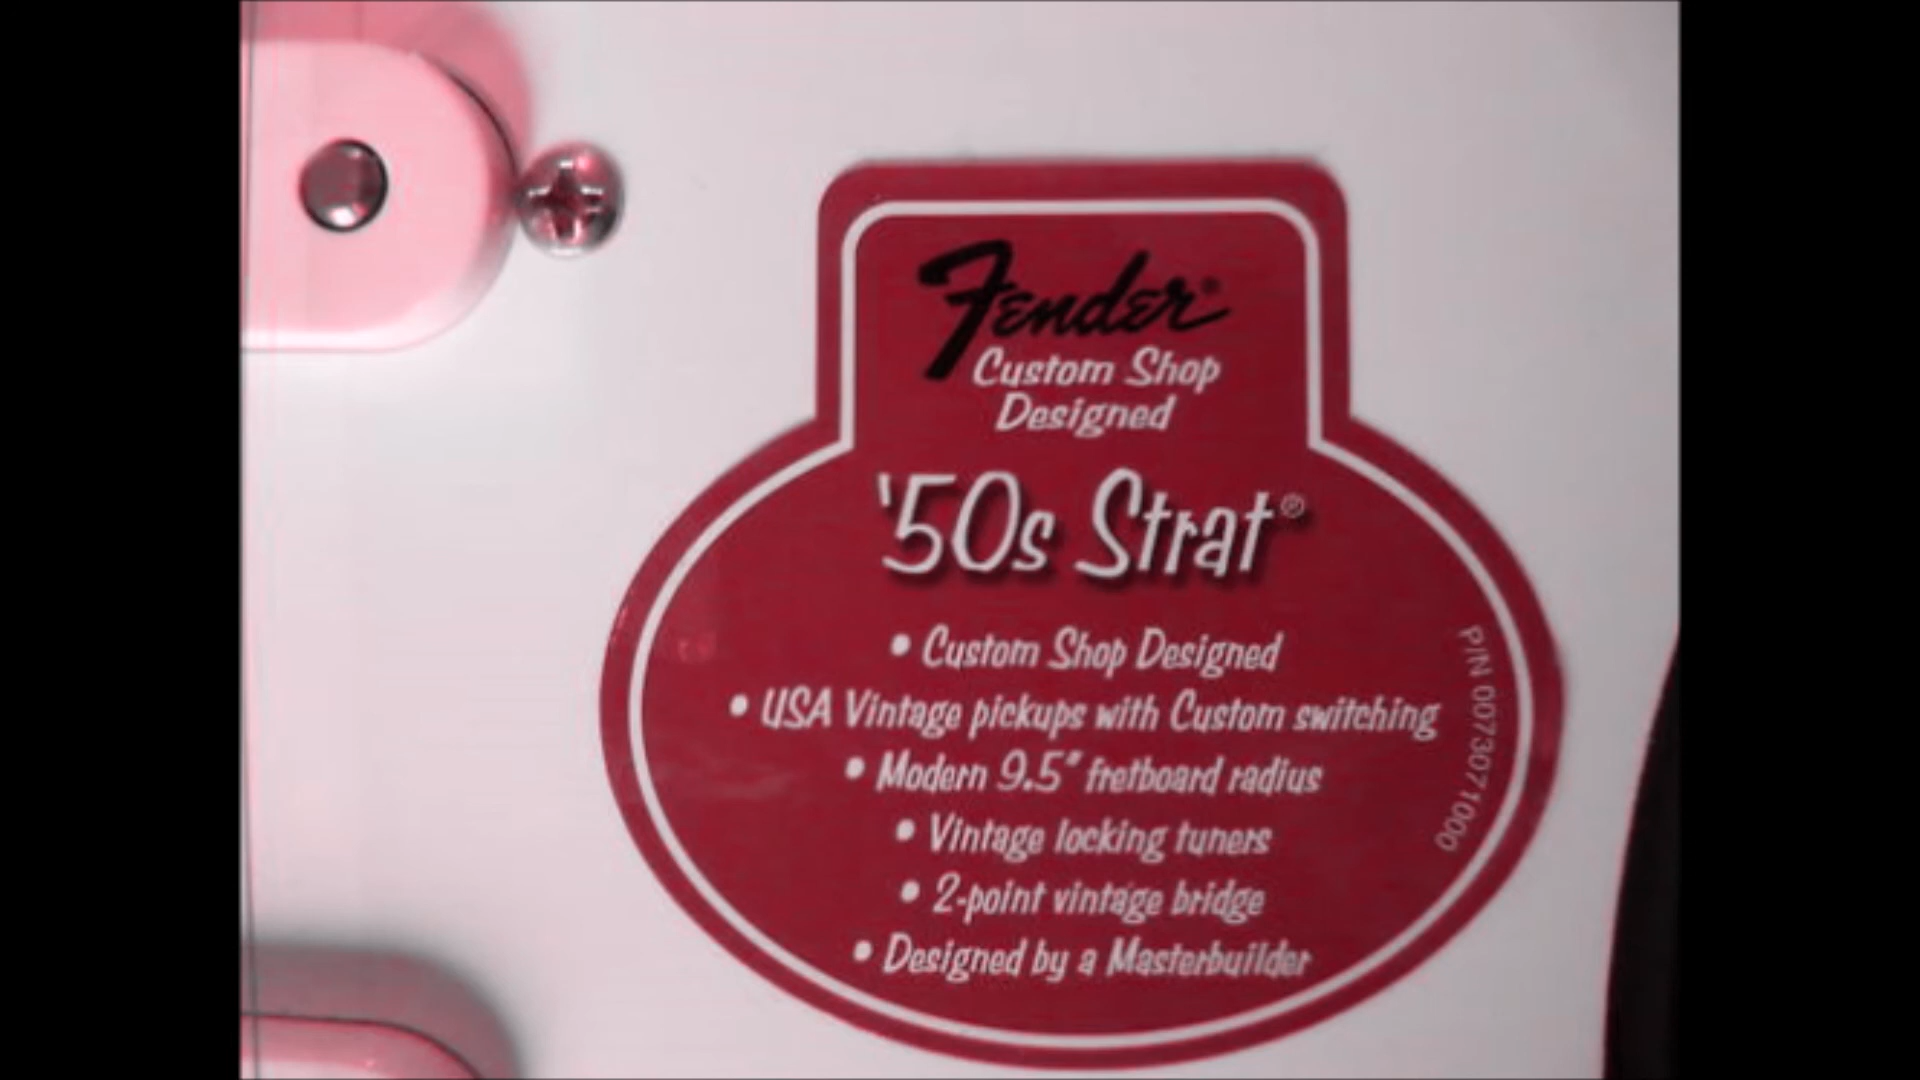 Fender®
Custom Shop
Designed
'50s Strat®
• Custom Shop Designed
• USA Vintage pickups with Custom switching
• Modern 9.5" fretboard radius
• Vintage locking tuners
• 2-point vintage bridge
• Designed by a Masterbuilder
P/N 0073071000